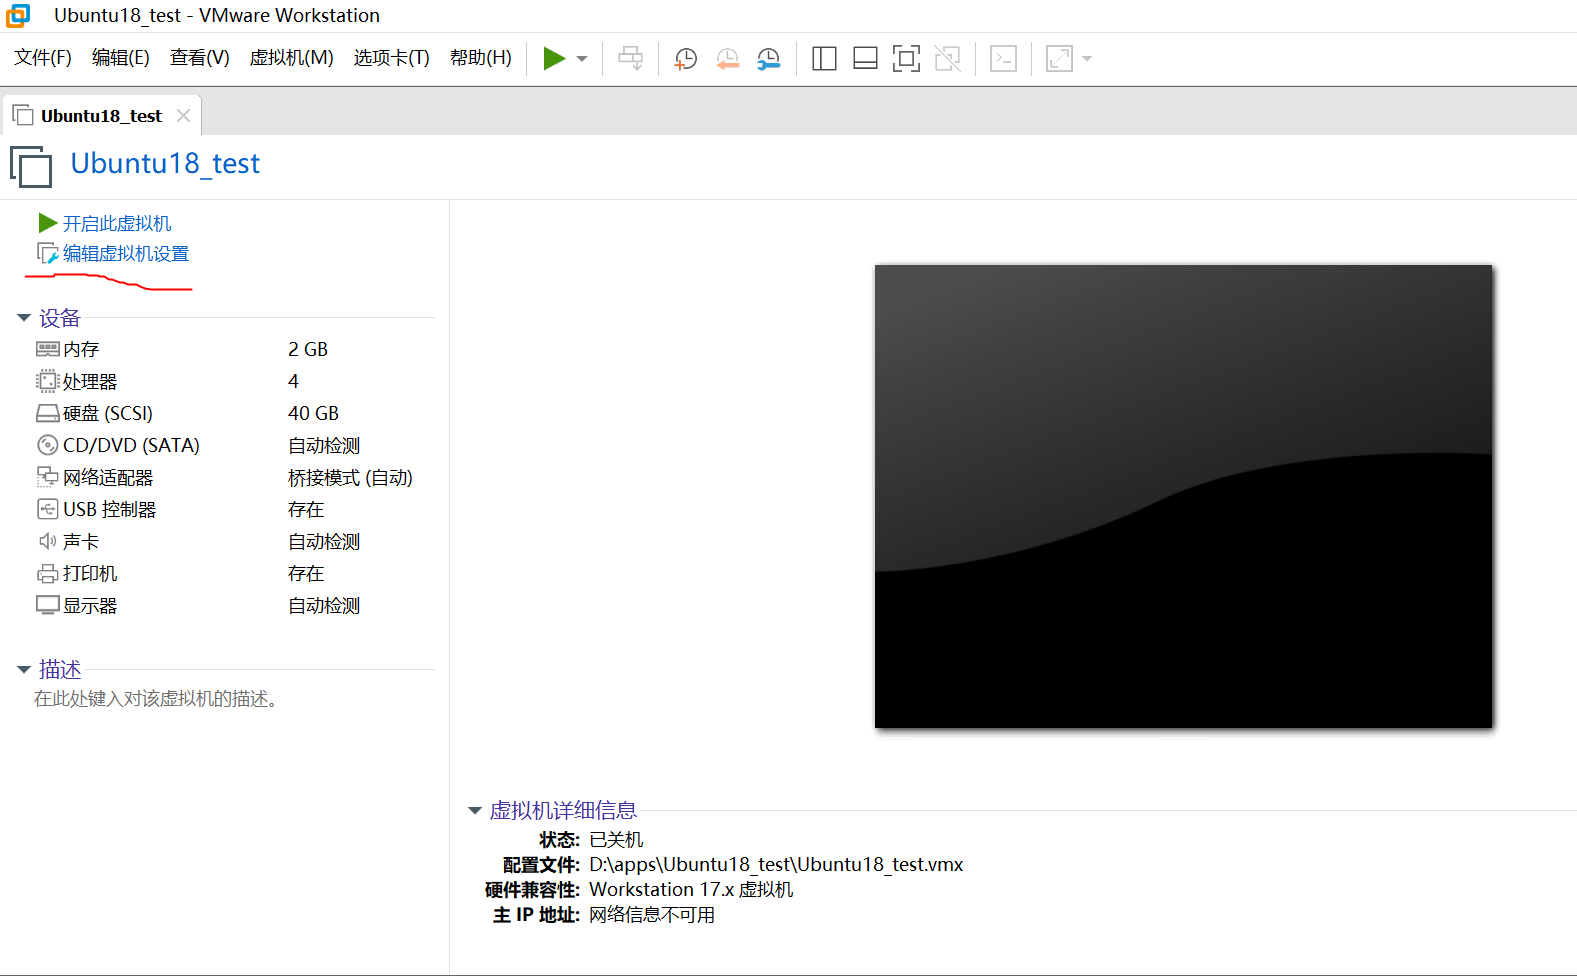 Ubuntu18_test - VMware Workstation
文件(F) 编辑(E) 查看(V) 虚拟机(M) 选项卡(T) 帮助(H)
Ubuntu18_test
Ubuntu18_test
开启此虚拟机
编辑虚拟机设置
设备
内存 2 GB
处理器 4
硬盘 (SCSI) 40 GB
CD/DVD (SATA) 自动检测
网络适配器 桥接模式 (自动)
USB 控制器 存在
声卡 自动检测
打印机 存在
显示器 自动检测
描述
在此处键入对该虚拟机的描述。
虚拟机详细信息
状态: 已关机
配置文件: D:\apps\Ubuntu18_test\Ubuntu18_test.vmx
硬件兼容性: Workstation 17.x 虚拟机
主 IP 地址: 网络信息不可用